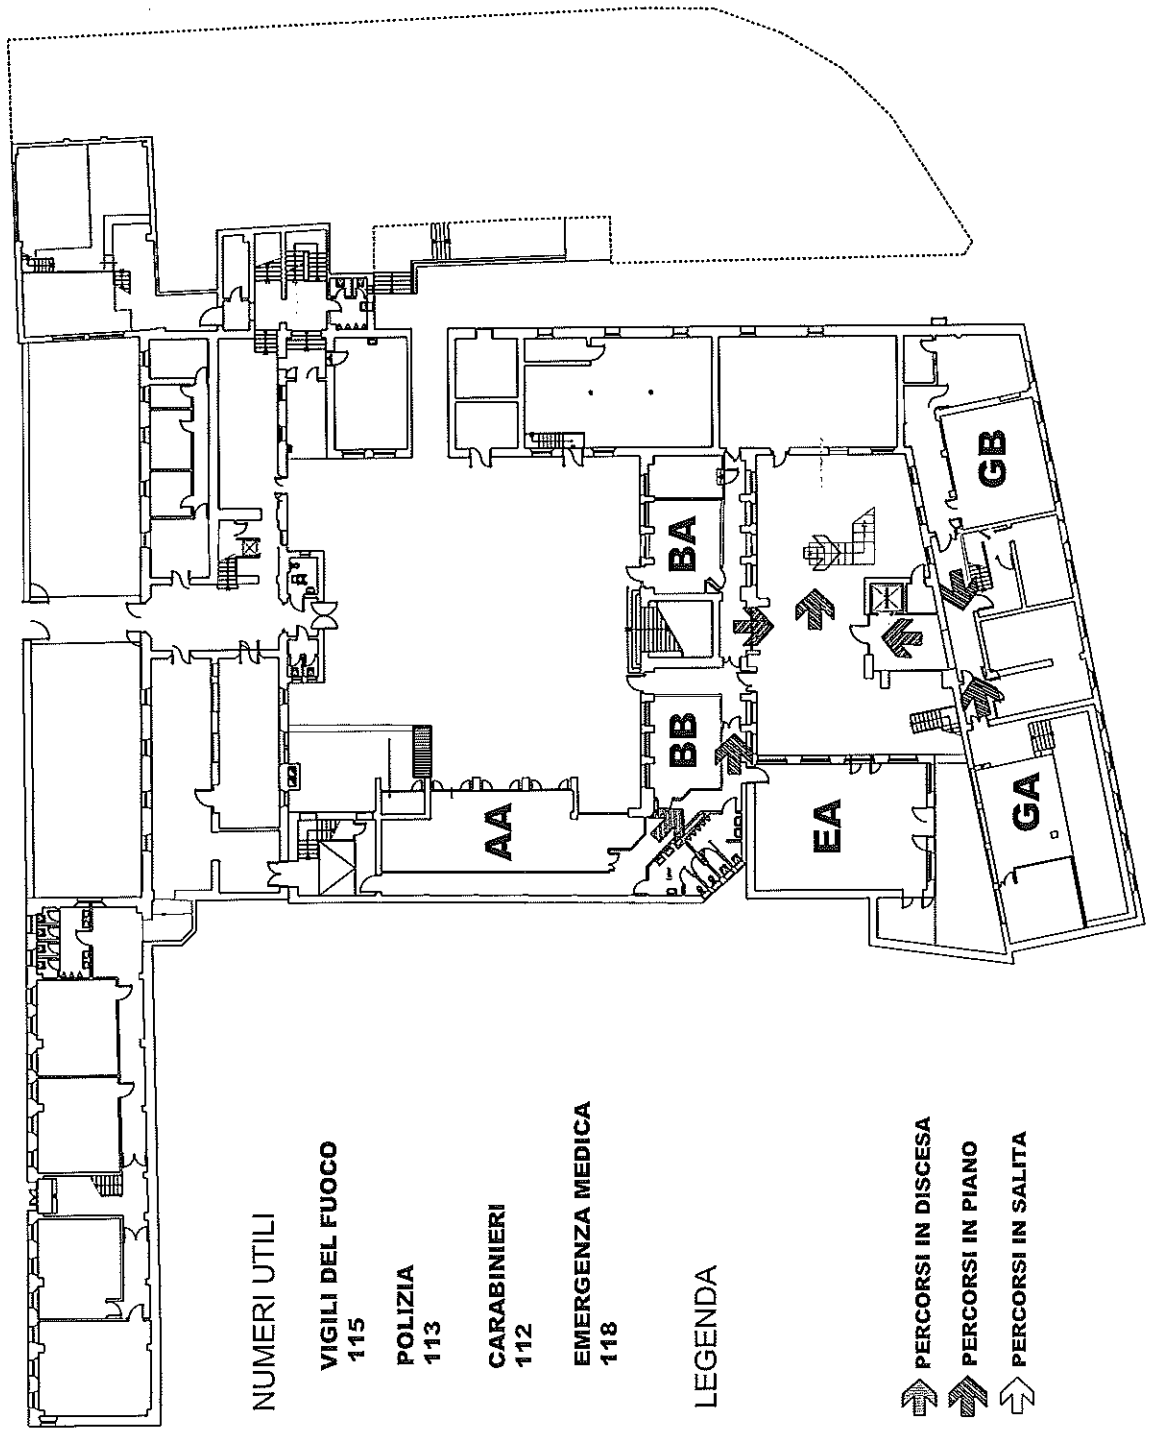 NUMERI UTILI
VIGILI DEL FUOCO
115
POLIZIA
113
CARABINIERI
112
EMERGENZA MEDICA
118
LEGENDA
PERCORSI IN DISCESA
PERCORSI IN PIANO
PERCORSI IN SALITA
AA
BB
BA
EA
GA
GB